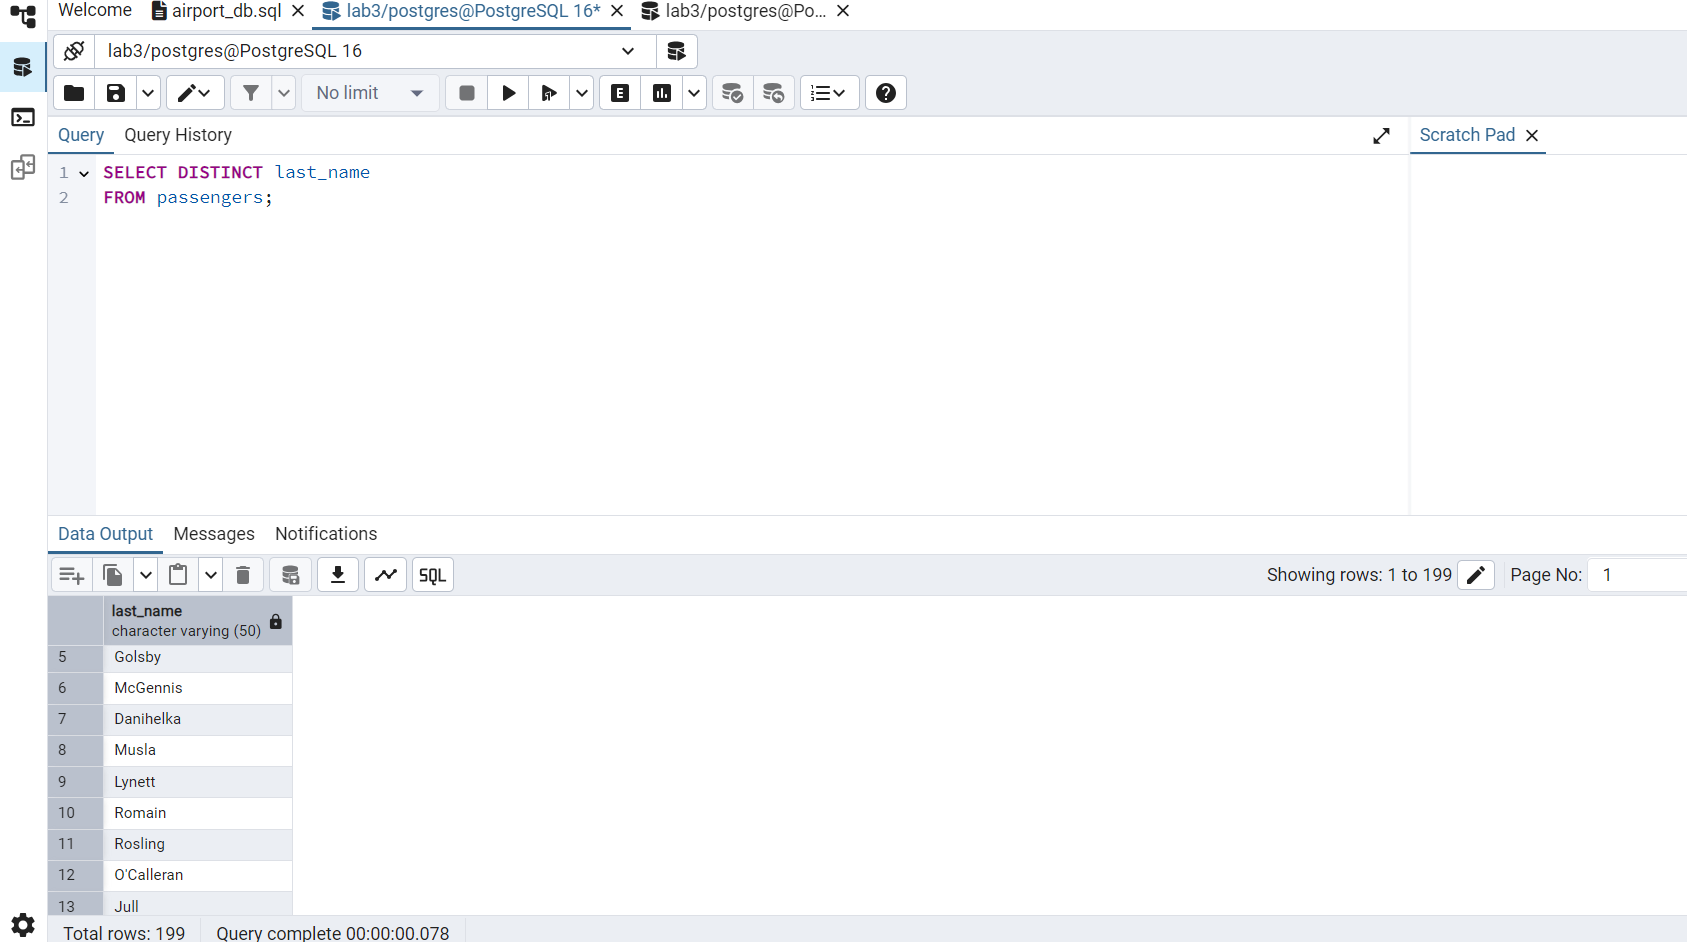 Welcome airport_db.sql lab3/postgres@PostgreSQL 16* lab3/postgres@Po...
lab3/postgres@PostgreSQL 16
No limit
Query Query History Scratch Pad
1 SELECT DISTINCT last_name
2 FROM passengers;
Data Output Messages Notifications
SQL Showing rows: 1 to 199 Page No: 1
last_name
character varying (50)
5 Golsby
6 McGennis
7 Danihelka
8 Musla
9 Lynett
10 Romain
11 Rosling
12 O'Calleran
13 Jull
Total rows: 199 Query complete 00:00:00.078